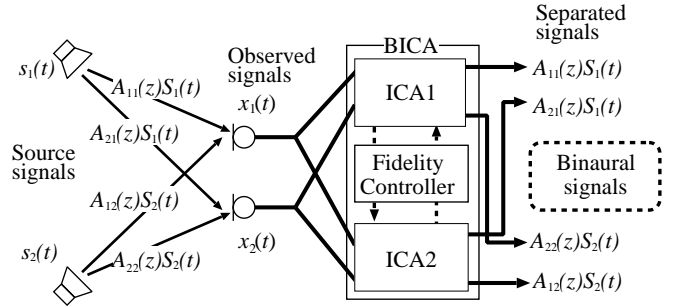 Source
signals
s1(t)
s2(t)
A11(z)S1(t)
A21(z)S1(t)
A12(z)S2(t)
A22(z)S2(t)
Observed
signals
x1(t)
x2(t)
BICA
ICA1
Fidelity
Controller
ICA2
Separated
signals
A11(z)S1(t)
A21(z)S1(t)
Binaural
signals
A22(z)S2(t)
A12(z)S2(t)